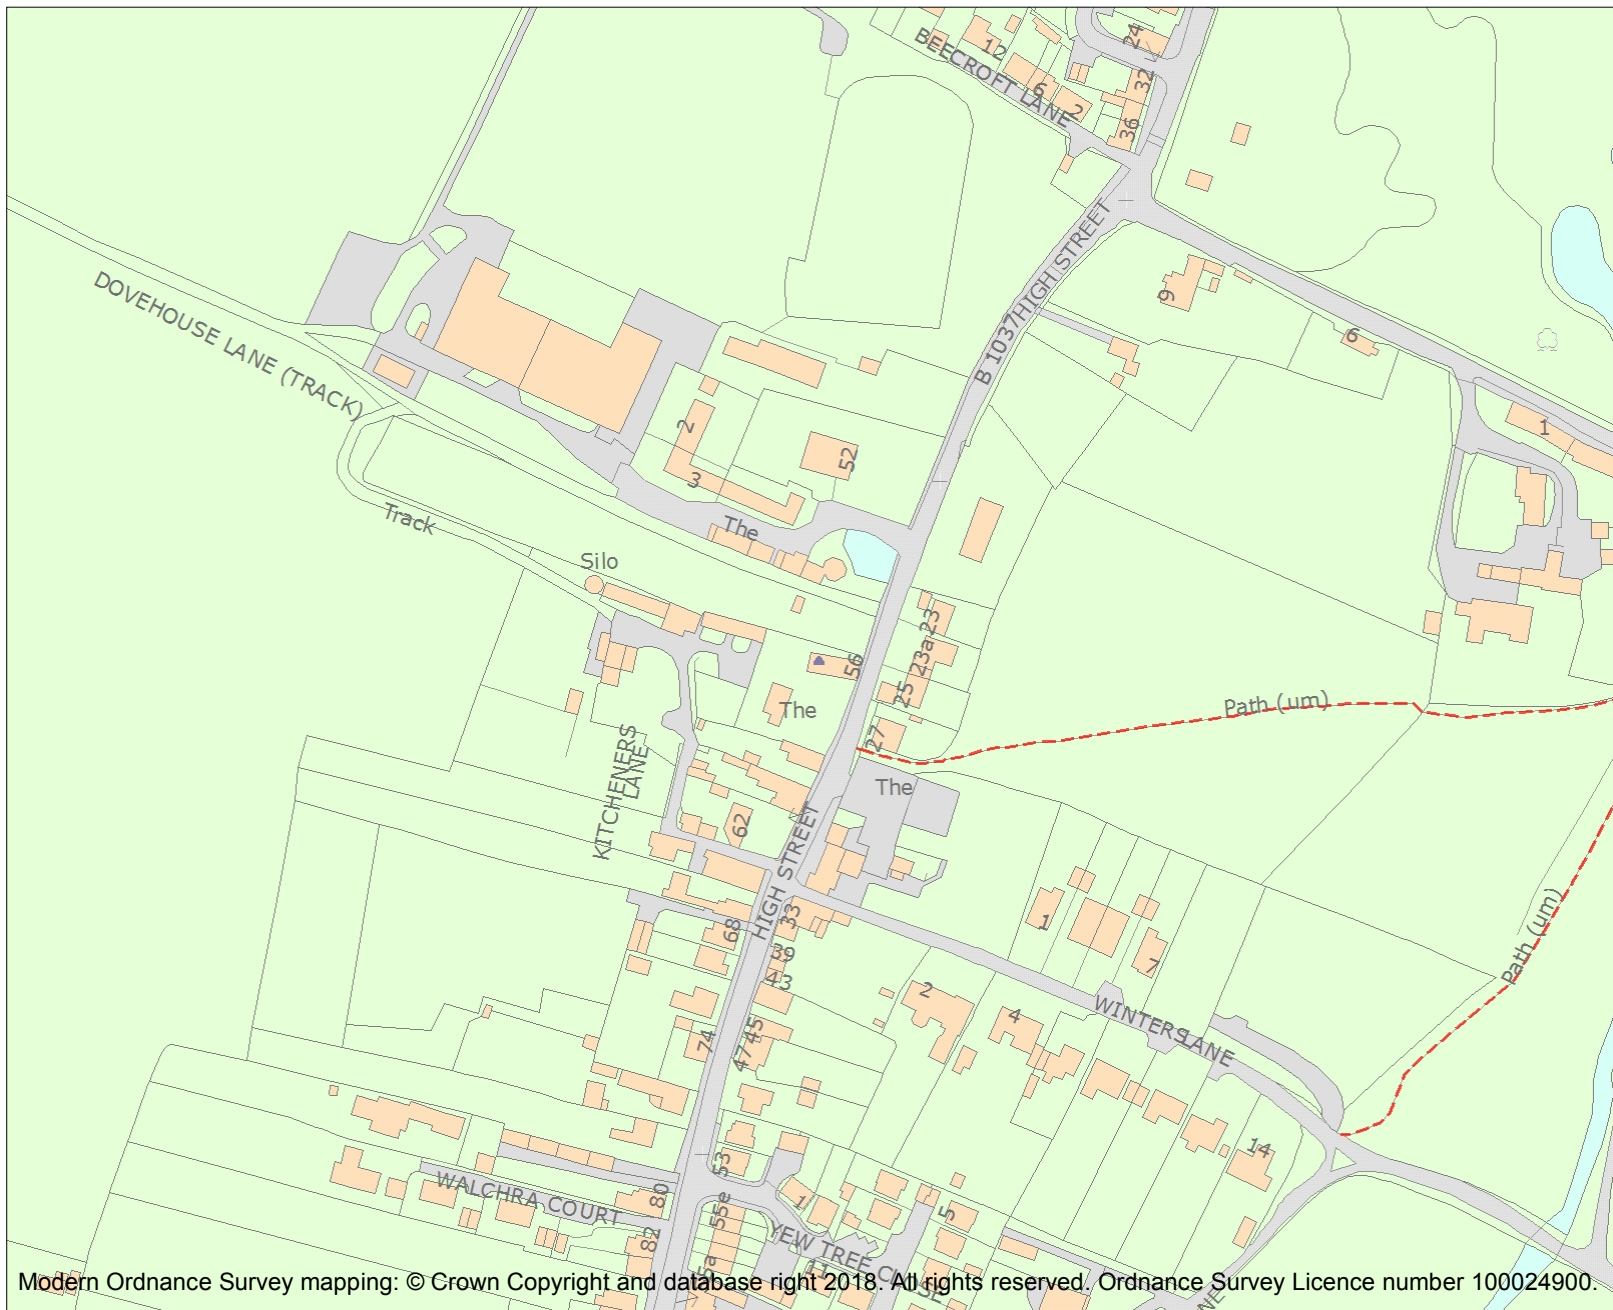 24
12
BEECROFT LANE
32
6
2
36
B 1037
HIGH STREET
DOVEHOUSE LANE (TRACK)
9
6
2
52
1
3
Track
The
Silo
23
23a
56
25
The
Path (um)
27
KITCHENERS
LANE
The
62
HIGH STREET
33
68
1
39
Path (um)
43
7
2
4
WINTERS LANE
74
45
47
14
53
WALCHRA COURT
80
55e
1
5
82
YEW TREE CLOSE
Modern Ordnance Survey mapping: © Crown Copyright and database right 2018. All rights reserved. Ordnance Survey Licence number 100024900.